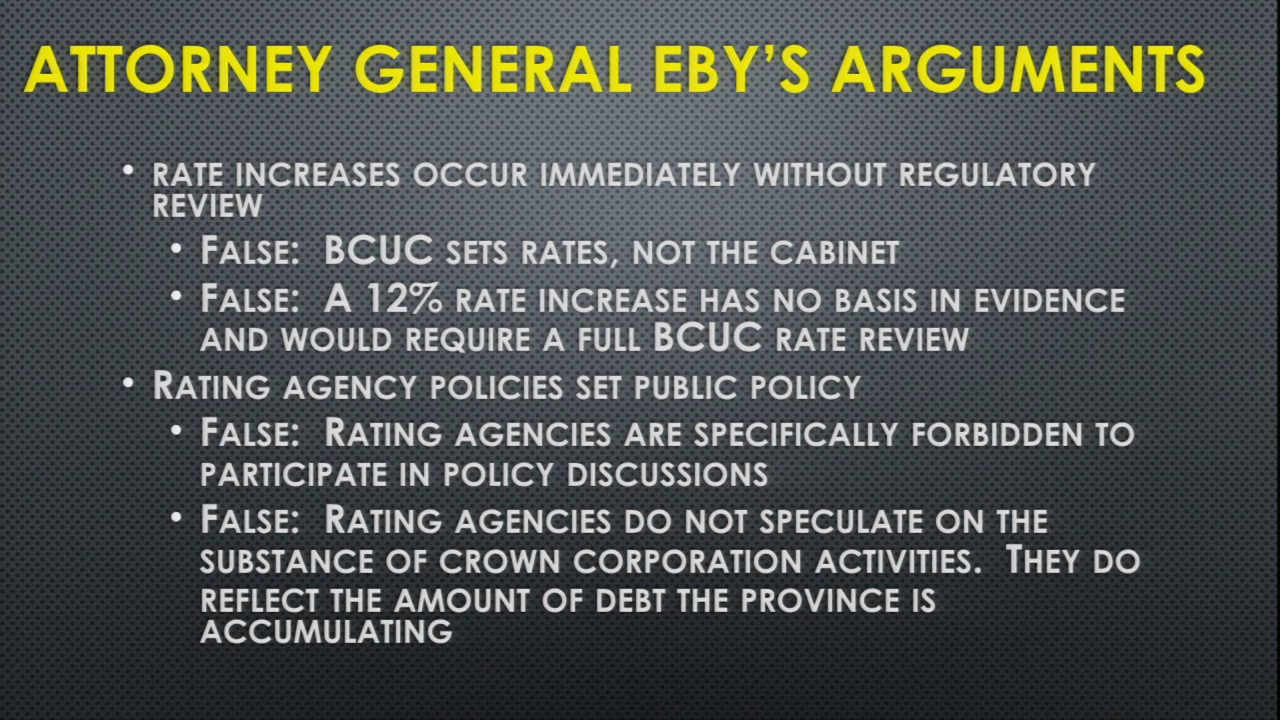 ATTORNEY GENERAL EBY'S ARGUMENTS
• RATE INCREASES OCCUR IMMEDIATELY WITHOUT REGULATORY
REVIEW
• FALSE: BCUC SETS RATES, NOT THE CABINET
• FALSE: A 12% RATE INCREASE HAS NO BASIS IN EVIDENCE
AND WOULD REQUIRE A FULL BCUC RATE REVIEW
• RATING AGENCY POLICIES SET PUBLIC POLICY
• FALSE: RATING AGENCIES ARE SPECIFICALLY FORBIDDEN TO
PARTICIPATE IN POLICY DISCUSSIONS
• FALSE: RATING AGENCIES DO NOT SPECULATE ON THE
SUBSTANCE OF CROWN CORPORATION ACTIVITIES. THEY DO
REFLECT THE AMOUNT OF DEBT THE PROVINCE IS
ACCUMULATING